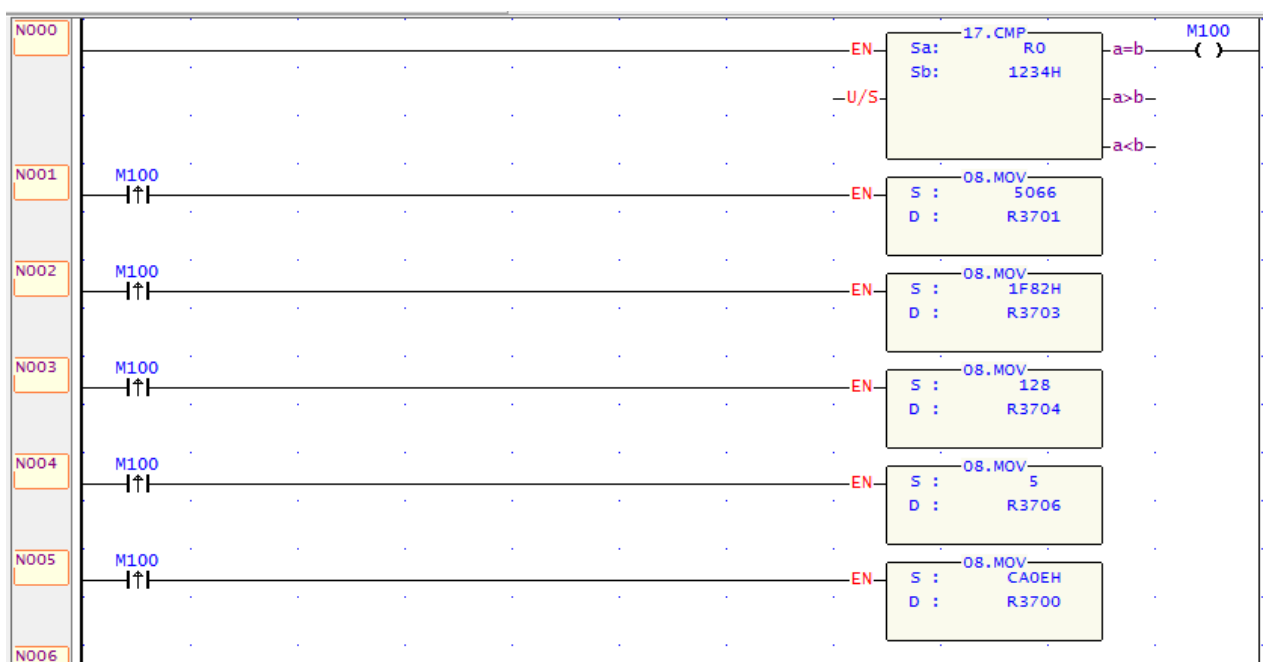 N000
17.CMP
M100
EN
Sa: R0
a=b
( )
Sb: 1234H
U/S
a>b
a<b
N001
M100
08.MOV
EN
S : 5066
D : R3701
N002
M100
08.MOV
EN
S : 1F82H
D : R3703
N003
M100
08.MOV
EN
S : 128
D : R3704
N004
M100
08.MOV
EN
S : 5
D : R3706
N005
M100
08.MOV
EN
S : CA0EH
D : R3700
N006